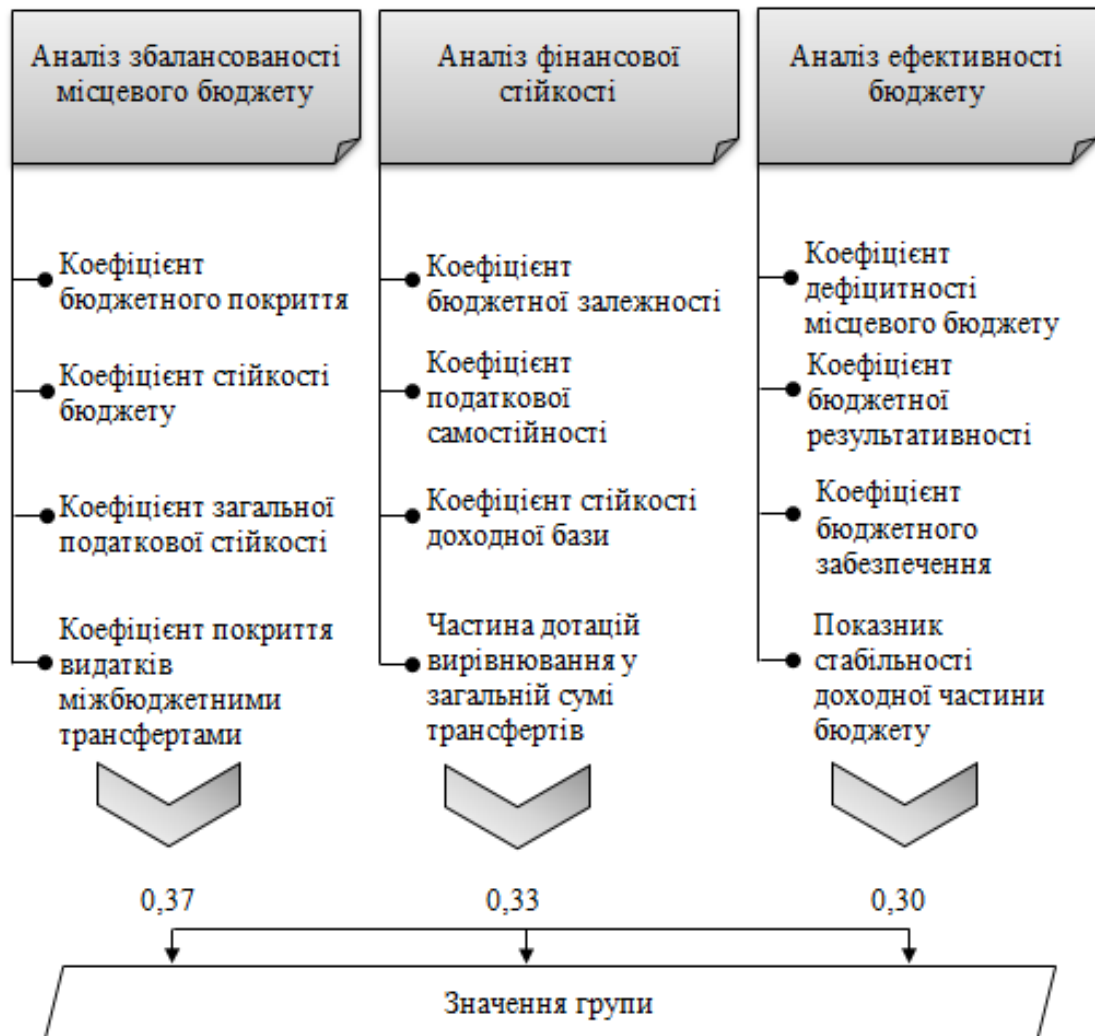 Аналіз збалансованості
місцевого бюджету
Коефіцієнт
бюджетного покриття
Коефіцієнт стійкості
бюджету
Коефіцієнт загальної
податкової стійкості
Коефіцієнт покриття
видатків
міжбюджетними
трансфертами
0,37
Аналіз фінансової
стійкості
Коефіцієнт
бюджетної залежності
Коефіцієнт
податкової
самостійності
Коефіцієнт стійкості
доходної бази
Частина дотацій
вирівнювання у
загальній сумі
трансфертів
0,33
Аналіз ефективності
бюджету
Коефіцієнт
дефіцитності
місцевого бюджету
Коефіцієнт
бюджетної
результативності
Коефіцієнт
бюджетного
забезпечення
Показник
стабільності
доходної частини
бюджету
0,30
Значення групи